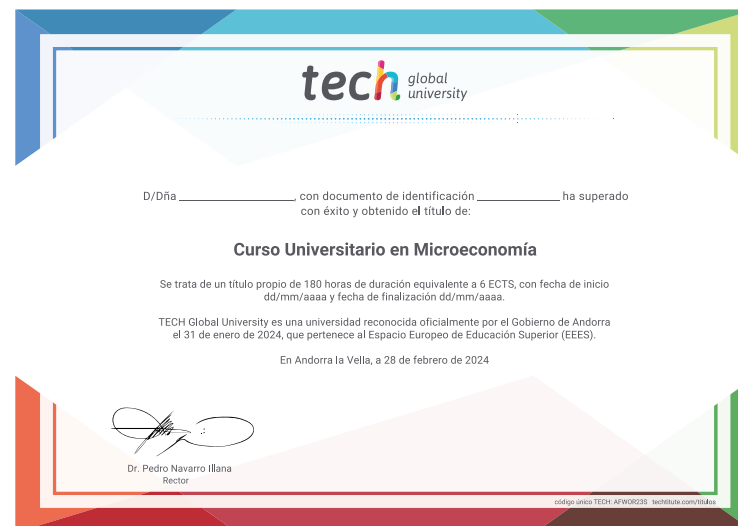 tech global university
D/Dña ____________________, con documento de identificación ______________ ha superado
con éxito y obtenido el título de:
Curso Universitario en Microeconomía
Se trata de un título propio de 180 horas de duración equivalente a 6 ECTS, con fecha de inicio
dd/mm/aaaa y fecha de finalización dd/mm/aaaa.
TECH Global University es una universidad reconocida oficialmente por el Gobierno de Andorra
el 31 de enero de 2024, que pertenece al Espacio Europeo de Educación Superior (EEES).
En Andorra la Vella, a 28 de febrero de 2024
Dr. Pedro Navarro Illana
Rector
código único TECH: AFWOR23S techtitute.com/titulos